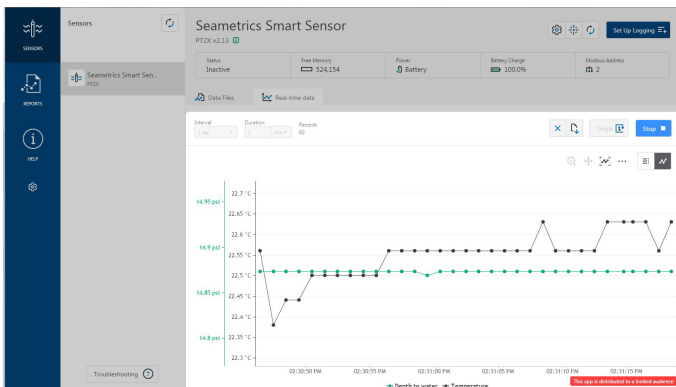 SENSORS
REPORTS
HELP
Sensors
Seametrics Smart Sen..
PT2X
Troubleshooting ?
Seametrics Smart Sensor
PT2X v2.13
Set Up Logging
Status
Inactive
Free Memory
524,154
Power
Battery
Battery Charge
100.0%
Modbus Address
2
Data Files
Real-time data
Interval
1 sec
Duration
1
Records
60
Single
Stop
22.7 °C
14.95 psi
22.65 °C
22.6 °C
14.9 psi
22.55 °C
22.5 °C
14.85 psi
22.45 °C
22.4 °C
14.8 psi
22.35 °C
22.3 °C
02:30:50 PM
02:30:55 PM
02:31:00 PM
02:31:05 PM
02:31:10 PM
02:31:15 PM
Depth to water
Temperature
This app is distributed to a limited audience